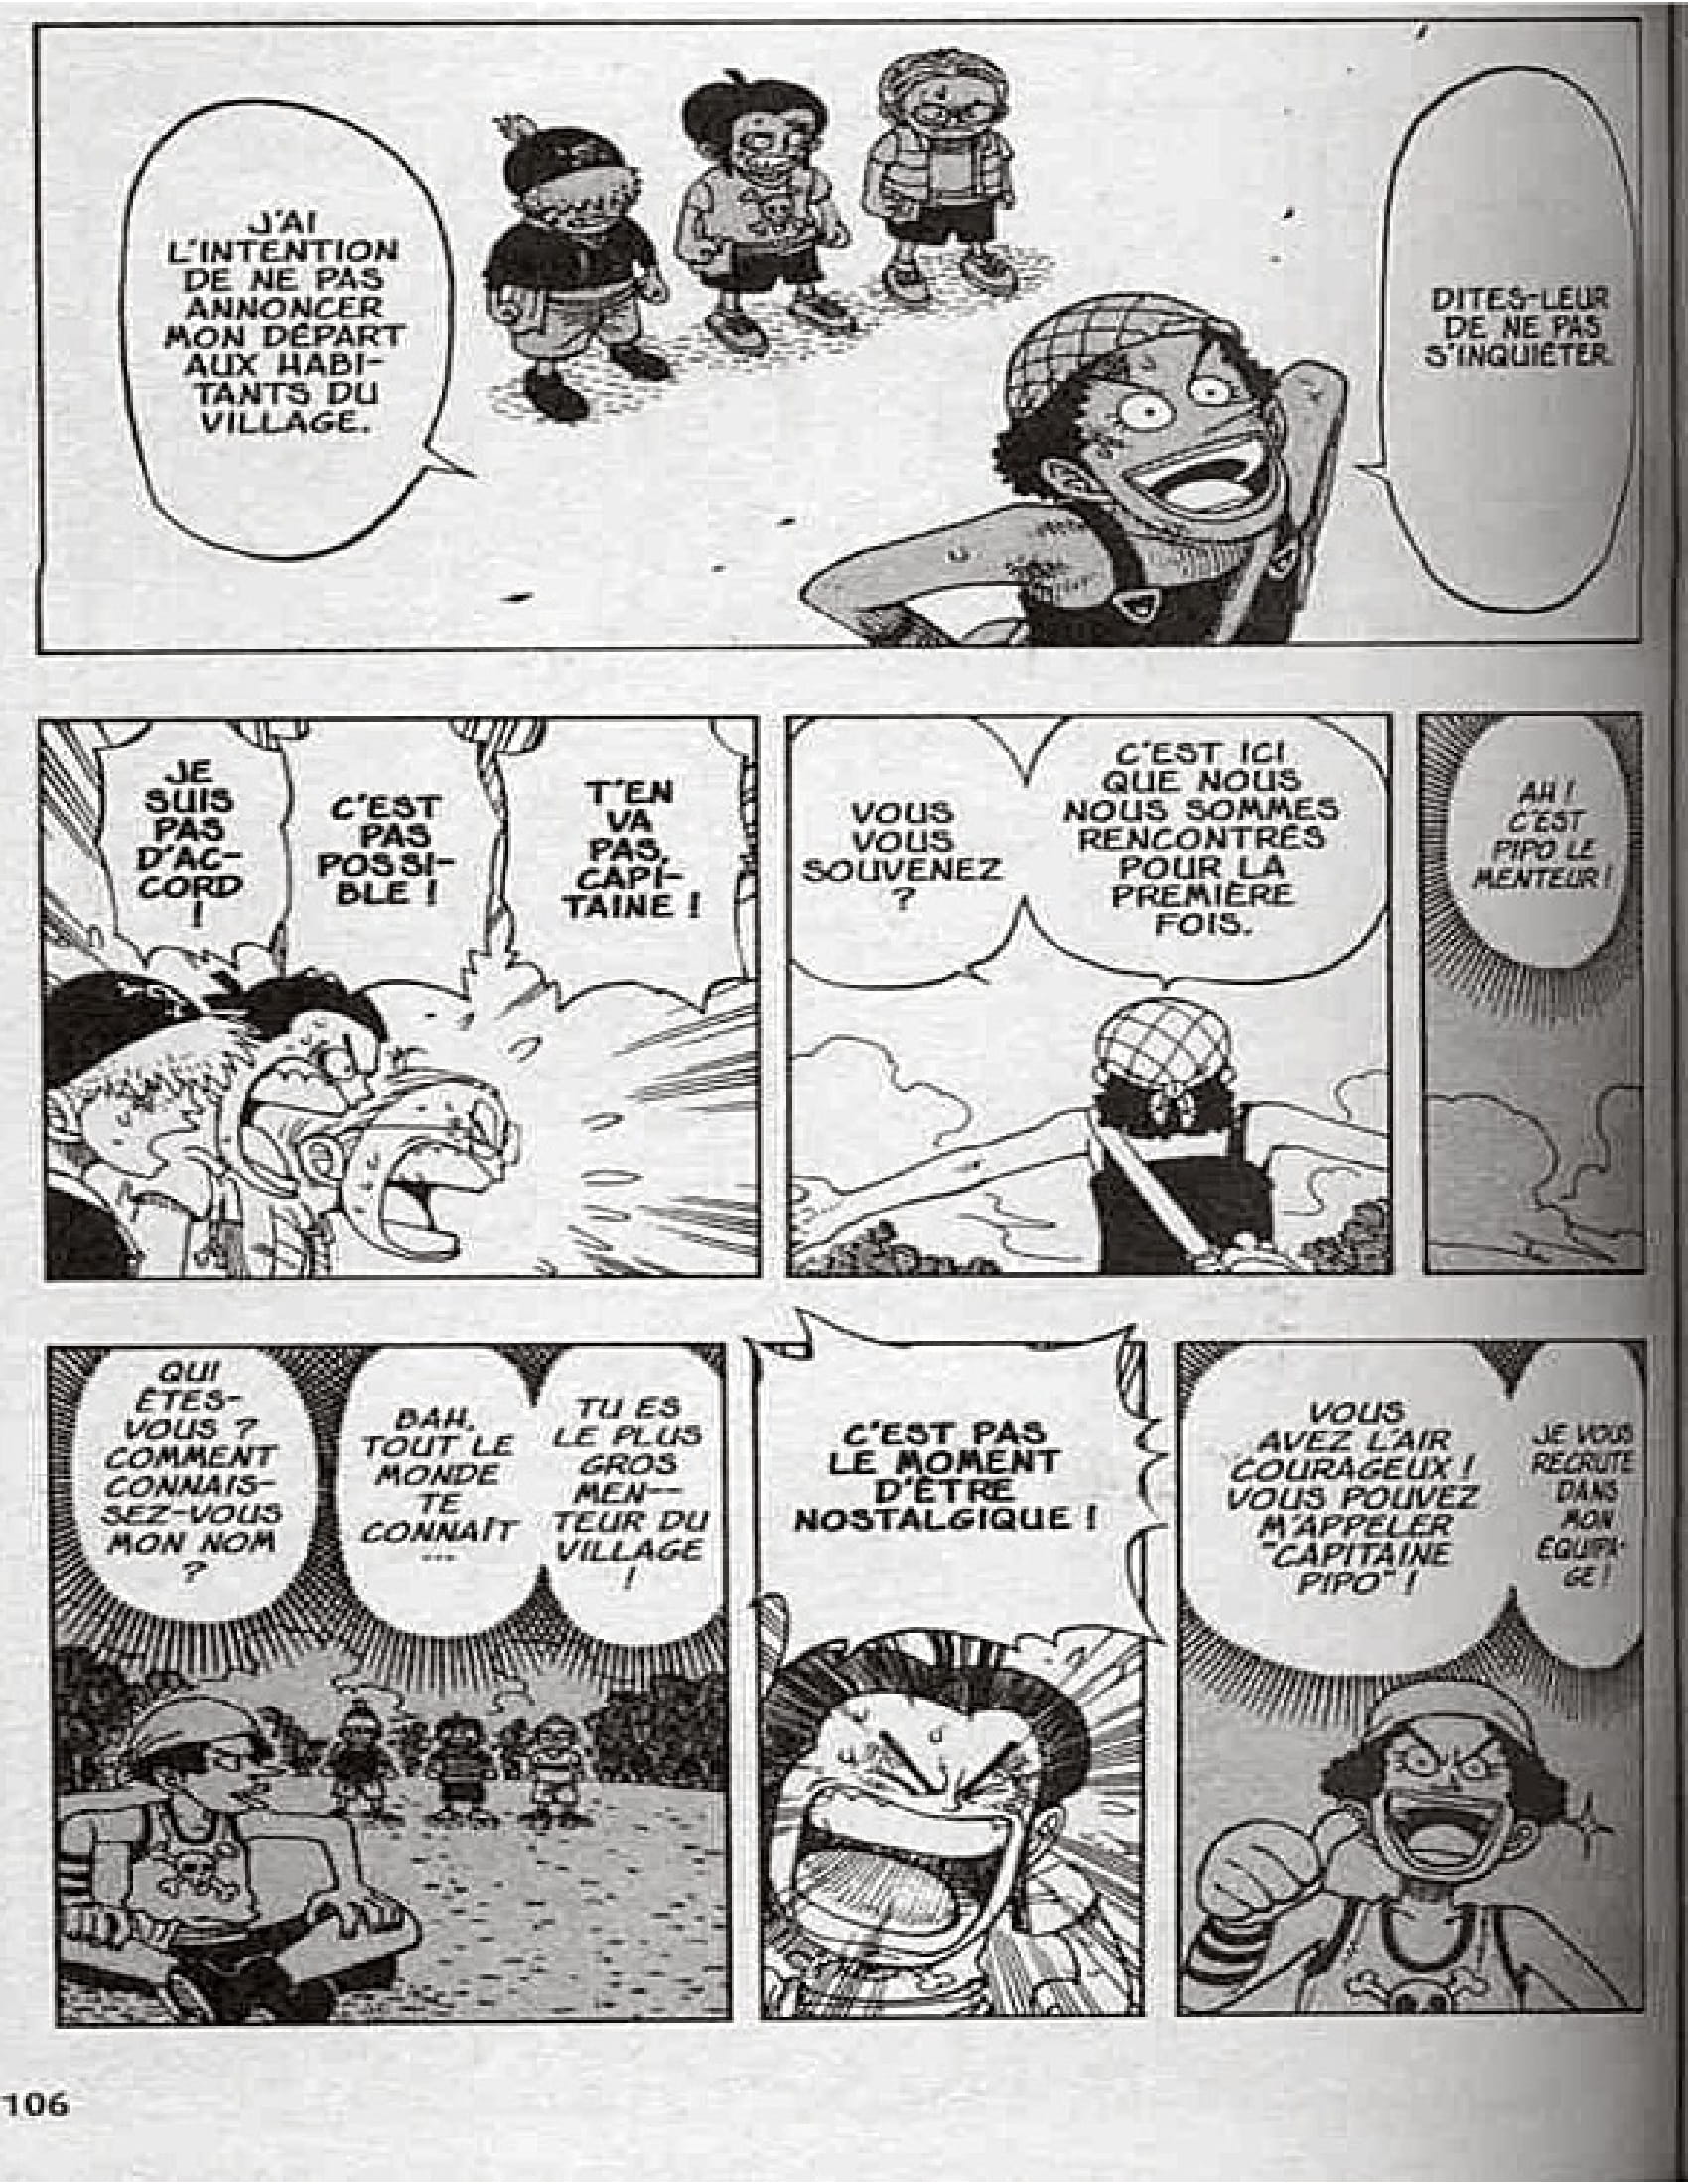 DITES-LEUR
DE NE PAS
S'INQUIÉTER.
J'AI
L'INTENTION
DE NE PAS
ANNONCER
MON DÉPART
AUX HABI-
TANTS DU
VILLAGE.
AH !
C'EST
PIPO LE
MENTEUR !
C'EST ICI
QUE NOUS
NOUS SOMMES
RENCONTRÉS
POUR LA
PREMIÈRE
FOIS.
VOUS
VOUS
SOUVENEZ
?
T'EN
VA
PAS,
CAPI-
TAINE !
C'EST
PAS
POSSI-
BLE !
JE
SUIS
PAS
D'AC-
CORD
!
JE VOUS
RECRUTE
DANS
MON
ÉQUIPA-
GE !
VOUS
AVEZ L'AIR
COURAGEUX !
VOUS POUVEZ
M'APPELER
"CAPITAINE
PIPO" !
C'EST PAS
LE MOMENT
D'ÊTRE
NOSTALGIQUE !
TU ES
LE PLUS
GROS
MEN--
TEUR DU
VILLAGE
!
BAH,
TOUT LE
MONDE
TE
CONNAÎT
...
QUI
ÊTES-
VOUS ?
COMMENT
CONNAIS-
SEZ-VOUS
MON NOM
?
106